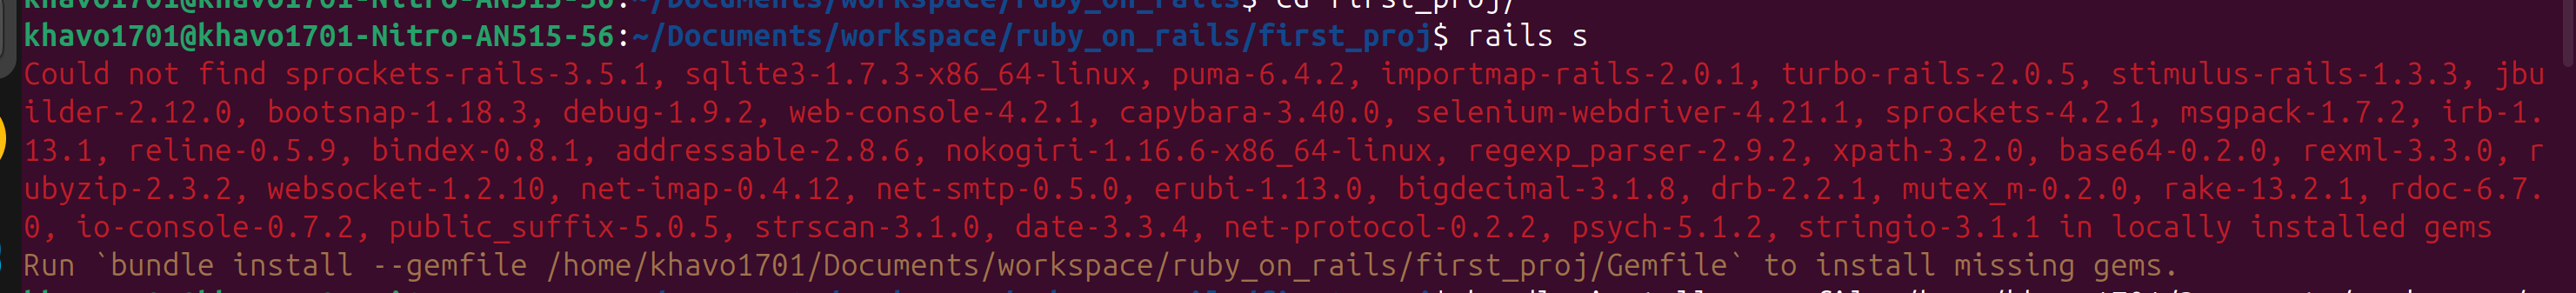 khavo1701@khavo1701-Nitro-AN515-56:~/Documents/workspace/ruby_on_rails$ cd first_proj/
khavo1701@khavo1701-Nitro-AN515-56:~/Documents/workspace/ruby_on_rails/first_proj$ rails s
Could not find sprockets-rails-3.5.1, sqlite3-1.7.3-x86_64-linux, puma-6.4.2, importmap-rails-2.0.1, turbo-rails-2.0.5, stimulus-rails-1.3.3, jbu
ilder-2.12.0, bootsnap-1.18.3, debug-1.9.2, web-console-4.2.1, capybara-3.40.0, selenium-webdriver-4.21.1, sprockets-4.2.1, msgpack-1.7.2, irb-1.
13.1, reline-0.5.9, bindex-0.8.1, addressable-2.8.6, nokogiri-1.16.6-x86_64-linux, regexp_parser-2.9.2, xpath-3.2.0, base64-0.2.0, rexml-3.3.0, r
ubyzip-2.3.2, websocket-1.2.10, net-imap-0.4.12, net-smtp-0.5.0, erubi-1.13.0, bigdecimal-3.1.8, drb-2.2.1, mutex_m-0.2.0, rake-13.2.1, rdoc-6.7.
0, io-console-0.7.2, public_suffix-5.0.5, strscan-3.1.0, date-3.3.4, net-protocol-0.2.2, psych-5.1.2, stringio-3.1.1 in locally installed gems
Run `bundle install --gemfile /home/khavo1701/Documents/workspace/ruby_on_rails/first_proj/Gemfile` to install missing gems.